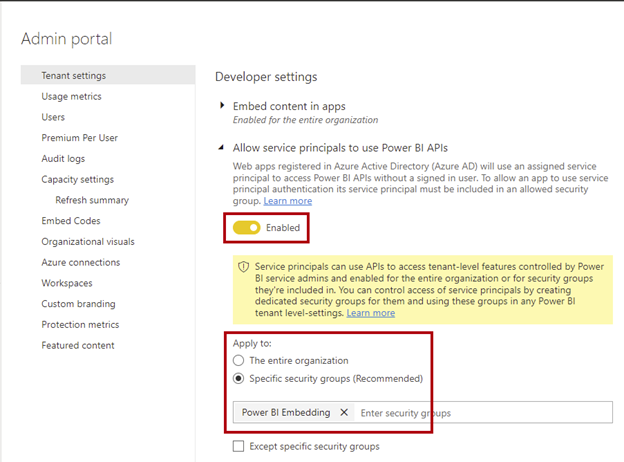 Admin portal
Tenant settings
Usage metrics
Users
Premium Per User
Audit logs
Capacity settings
Refresh summary
Embed Codes
Organizational visuals
Azure connections
Workspaces
Custom branding
Protection metrics
Featured content
Developer settings
Embed content in apps
Enabled for the entire organization
Allow service principals to use Power BI APIs
Web apps registered in Azure Active Directory (Azure AD) will use an assigned service
principal to access Power BI APIs without a signed in user. To allow an app to use service
principal authentication its service principal must be included in an allowed security
group. Learn more
Enabled
Service principals can use APIs to access tenant-level features controlled by Power
BI service admins and enabled for the entire organization or for security groups
they're included in. You can control access of service principals by creating
dedicated security groups for them and using these groups in any Power BI
tenant level-settings. Learn more
Apply to:
The entire organization
Specific security groups (Recommended)
Power BI Embedding X Enter security groups
Except specific security groups